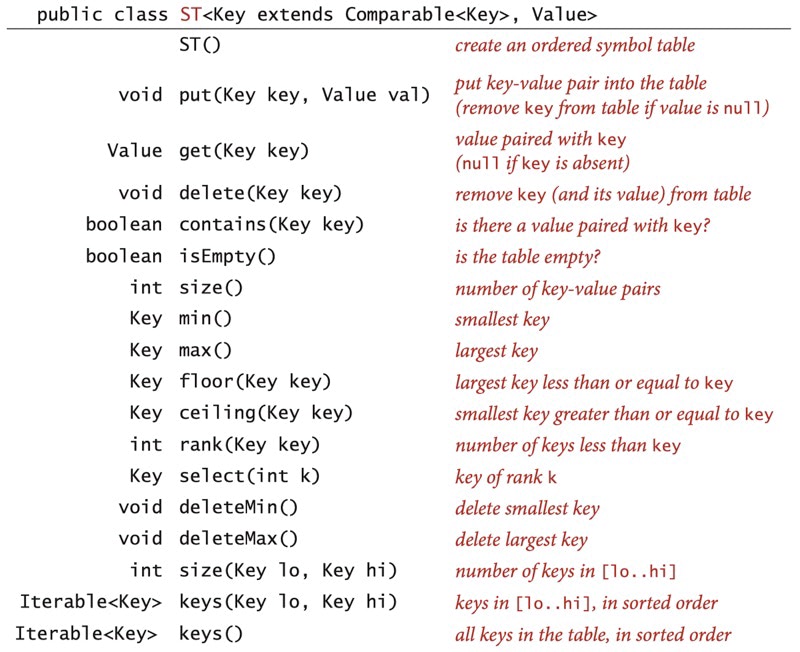 public class ST<Key extends Comparable<Key>, Value>
ST() create an ordered symbol table
void put(Key key, Value val) put key-value pair into the table
(remove key from table if value is null)
Value get(Key key) value paired with key
(null if key is absent)
void delete(Key key) remove key (and its value) from table
boolean contains(Key key) is there a value paired with key?
boolean isEmpty() is the table empty?
int size() number of key-value pairs
Key min() smallest key
Key max() largest key
Key floor(Key key) largest key less than or equal to key
Key ceiling(Key key) smallest key greater than or equal to key
int rank(Key key) number of keys less than key
Key select(int k) key of rank k
void deleteMin() delete smallest key
void deleteMax() delete largest key
int size(Key lo, Key hi) number of keys in [lo..hi]
Iterable<Key> keys(Key lo, Key hi) keys in [lo..hi], in sorted order
Iterable<Key> keys() all keys in the table, in sorted order